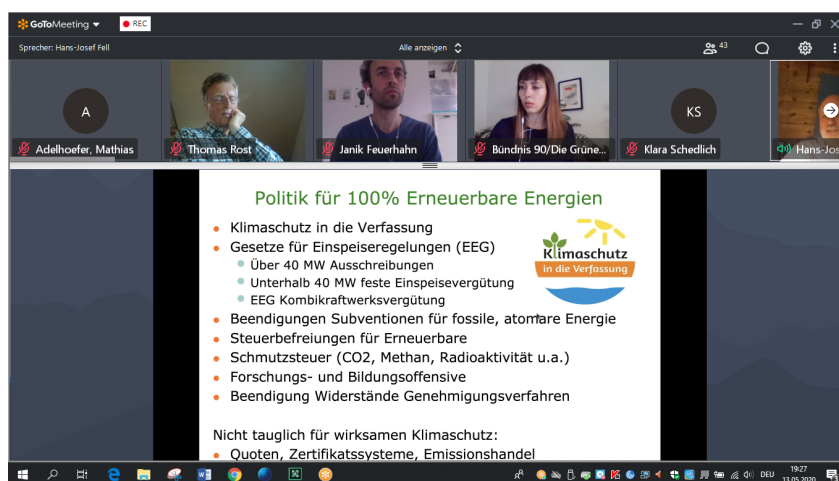 GoToMeeting
REC
Sprecher: Hans-Josef Fell
Alle anzeigen
43
A
KS
Adelhoefer, Mathias
Thomas Rost
Janik Feuerhahn
Bündnis 90/Die Grüne...
Klara Schedlich
Hans-Jos
Politik für 100% Erneuerbare Energien
• Klimaschutz in die Verfassung
• Gesetze für Einspeiseregelungen (EEG)
• Über 40 MW Ausschreibungen
• Unterhalb 40 MW feste Einspeisevergütung
• EEG Kombikraftwerksvergütung
• Beendigungen Subventionen für fossile, atomare Energie
• Steuerbefreiungen für Erneuerbare
• Schmutzsteuer (CO2, Methan, Radioaktivität u.a.)
• Forschungs- und Bildungsoffensive
• Beendigung Widerstände Genehmigungsverfahren
Klimaschutz
in die Verfassung
Nicht tauglich für wirksamen Klimaschutz:
• Quoten, Zertifikatssysteme, Emissionshandel
DEU
19:27
13.05.2020